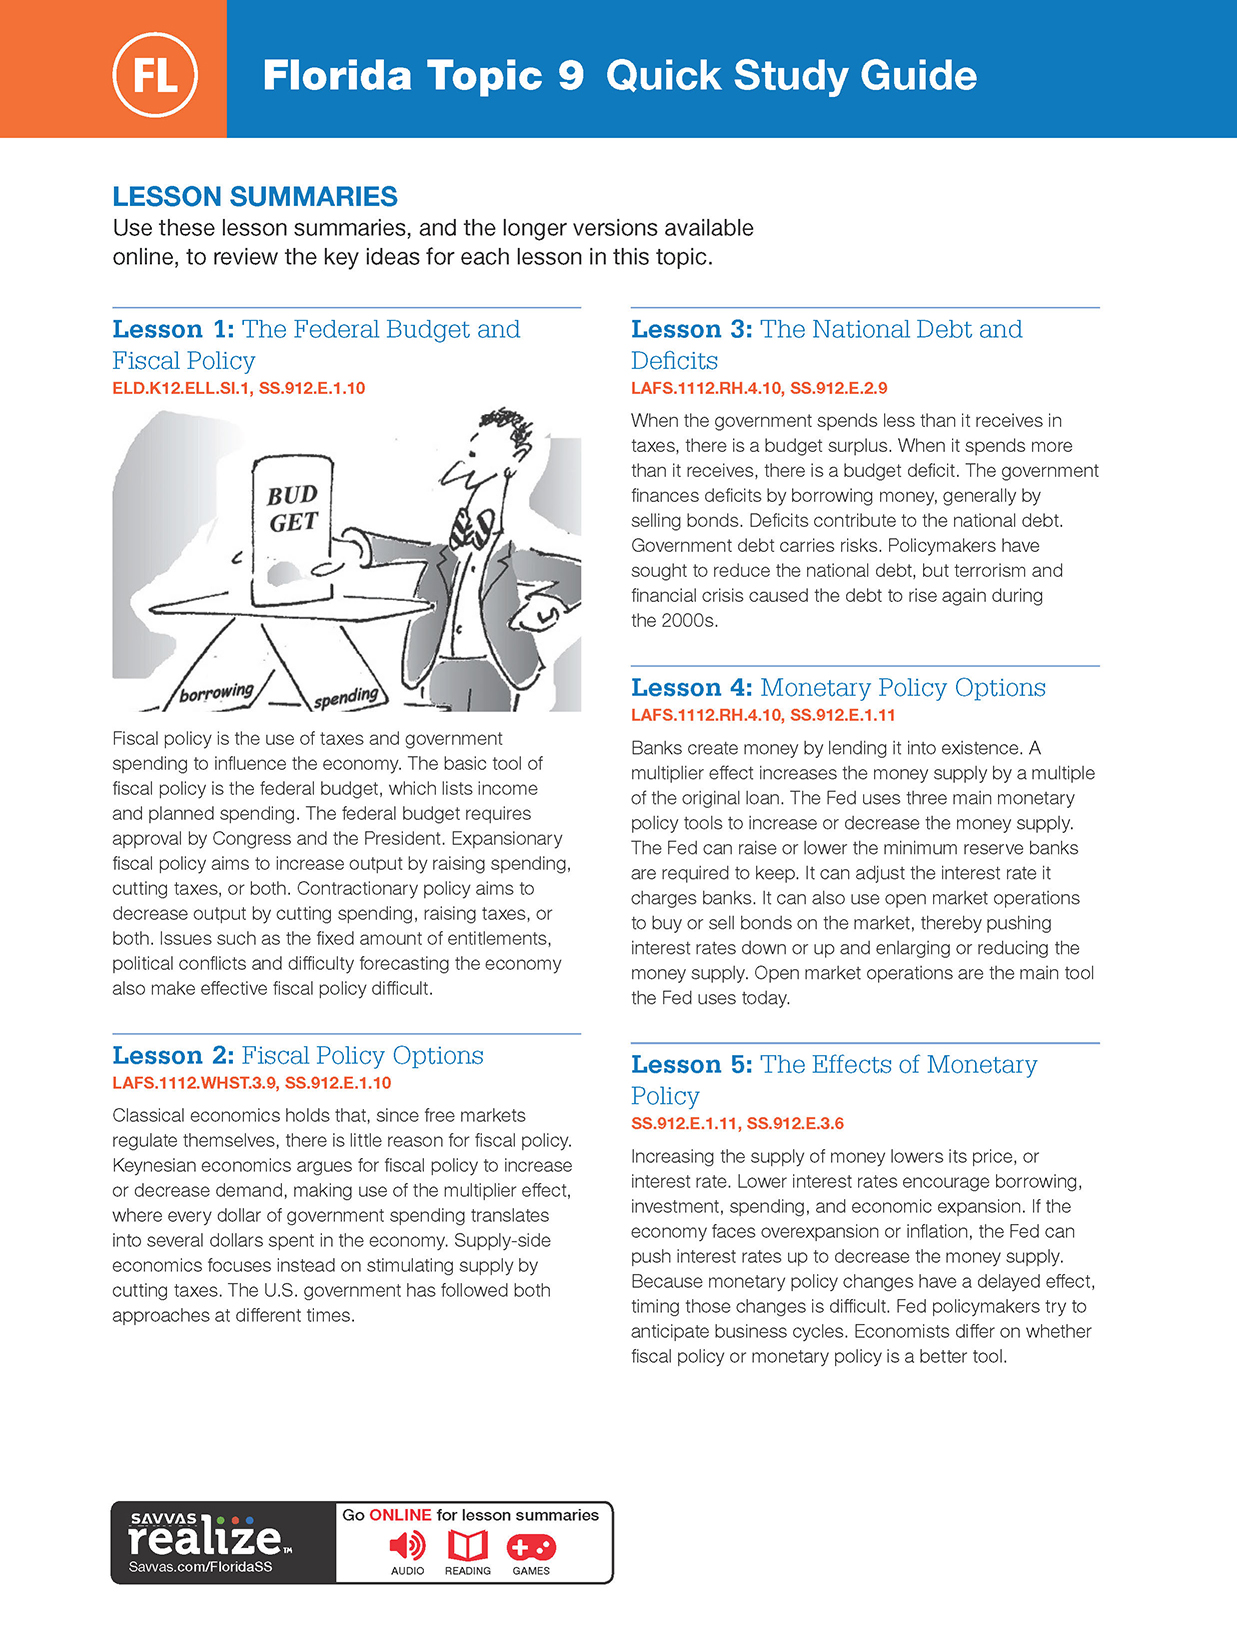 FL
Florida Topic 9 Quick Study Guide
LESSON SUMMARIES
Use these lesson summaries, and the longer versions available
online, to review the key ideas for each lesson in this topic.
Lesson 1: The Federal Budget and
Fiscal Policy
ELD.K12.ELL.SI.1, SS.912.E.1.10
BUD
GET
borrowing
spending
Fiscal policy is the use of taxes and government
spending to influence the economy. The basic tool of
fiscal policy is the federal budget, which lists income
and planned spending. The federal budget requires
approval by Congress and the President. Expansionary
fiscal policy aims to increase output by raising spending,
cutting taxes, or both. Contractionary policy aims to
decrease output by cutting spending, raising taxes, or
both. Issues such as the fixed amount of entitlements,
political conflicts and difficulty forecasting the economy
also make effective fiscal policy difficult.
Lesson 2: Fiscal Policy Options
LAFS.1112.WHST.3.9, SS.912.E.1.10
Classical economics holds that, since free markets
regulate themselves, there is little reason for fiscal policy.
Keynesian economics argues for fiscal policy to increase
or decrease demand, making use of the multiplier effect,
where every dollar of government spending translates
into several dollars spent in the economy. Supply-side
economics focuses instead on stimulating supply by
cutting taxes. The U.S. government has followed both
approaches at different times.
Lesson 3: The National Debt and
Deficits
LAFS.1112.RH.4.10, SS.912.E.2.9
When the government spends less than it receives in
taxes, there is a budget surplus. When it spends more
than it receives, there is a budget deficit. The government
finances deficits by borrowing money, generally by
selling bonds. Deficits contribute to the national debt.
Government debt carries risks. Policymakers have
sought to reduce the national debt, but terrorism and
financial crisis caused the debt to rise again during
the 2000s.
Lesson 4: Monetary Policy Options
LAFS.1112.RH.4.10, SS.912.E.1.11
Banks create money by lending it into existence. A
multiplier effect increases the money supply by a multiple
of the original loan. The Fed uses three main monetary
policy tools to increase or decrease the money supply.
The Fed can raise or lower the minimum reserve banks
are required to keep. It can adjust the interest rate it
charges banks. It can also use open market operations
to buy or sell bonds on the market, thereby pushing
interest rates down or up and enlarging or reducing the
money supply. Open market operations are the main tool
the Fed uses today.
Lesson 5: The Effects of Monetary
Policy
SS.912.E.1.11, SS.912.E.3.6
Increasing the supply of money lowers its price, or
interest rate. Lower interest rates encourage borrowing,
investment, spending, and economic expansion. If the
economy faces overexpansion or inflation, the Fed can
push interest rates up to decrease the money supply.
Because monetary policy changes have a delayed effect,
timing those changes is difficult. Fed policymakers try to
anticipate business cycles. Economists differ on whether
fiscal policy or monetary policy is a better tool.
SAVVAS
realize™
Savvas.com/FloridaSS
Go ONLINE for lesson summaries
AUDIO READING GAMES